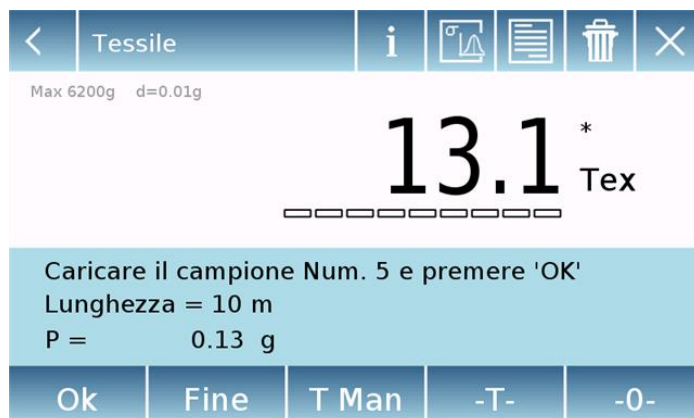 Tessile
Max 6200g d=0.01g
13.1 *
Tex
Caricare il campione Num. 5 e premere 'OK'
Lunghezza = 10 m
P = 0.13 g
Ok Fine T Man -T- -0-